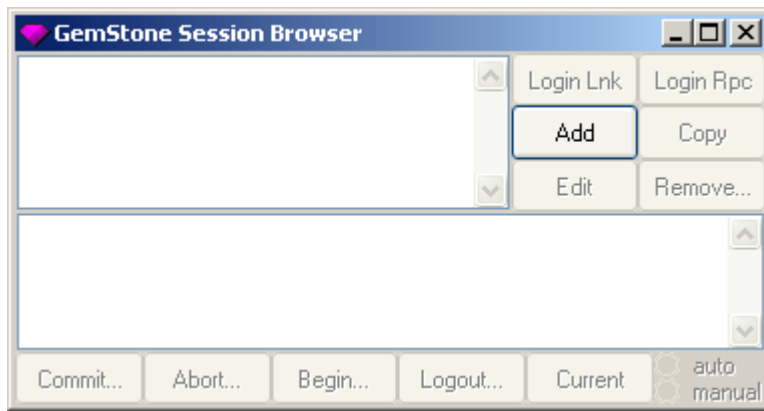 GemStone Session Browser
Login Lnk Login Rpc
Add Copy
Edit Remove...
Commit... Abort... Begin... Logout... Current auto
manual